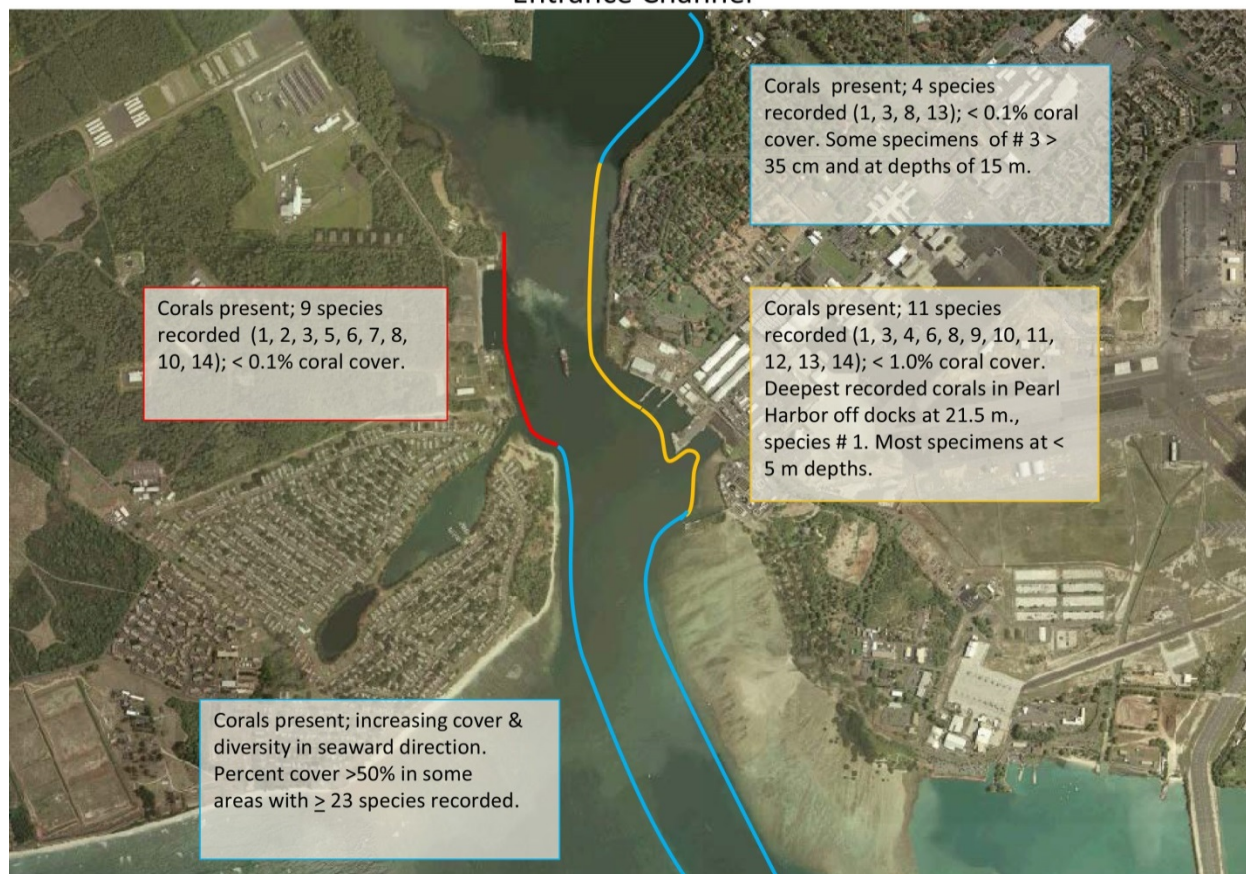 Entrance Channel
Corals present; 4 species
recorded (1, 3, 8, 13); < 0.1% coral
cover. Some specimens of # 3 >
35 cm and at depths of 15 m.
Corals present; 9 species
recorded (1, 2, 3, 5, 6, 7, 8,
10, 14); < 0.1% coral cover.
Corals present; 11 species
recorded (1, 3, 4, 6, 8, 9, 10, 11,
12, 13, 14); < 1.0% coral cover.
Deepest recorded corals in Pearl
Harbor off docks at 21.5 m.,
species # 1. Most specimens at <
5 m depths.
Corals present; increasing cover &
diversity in seaward direction.
Percent cover >50% in some
areas with ≥ 23 species recorded.